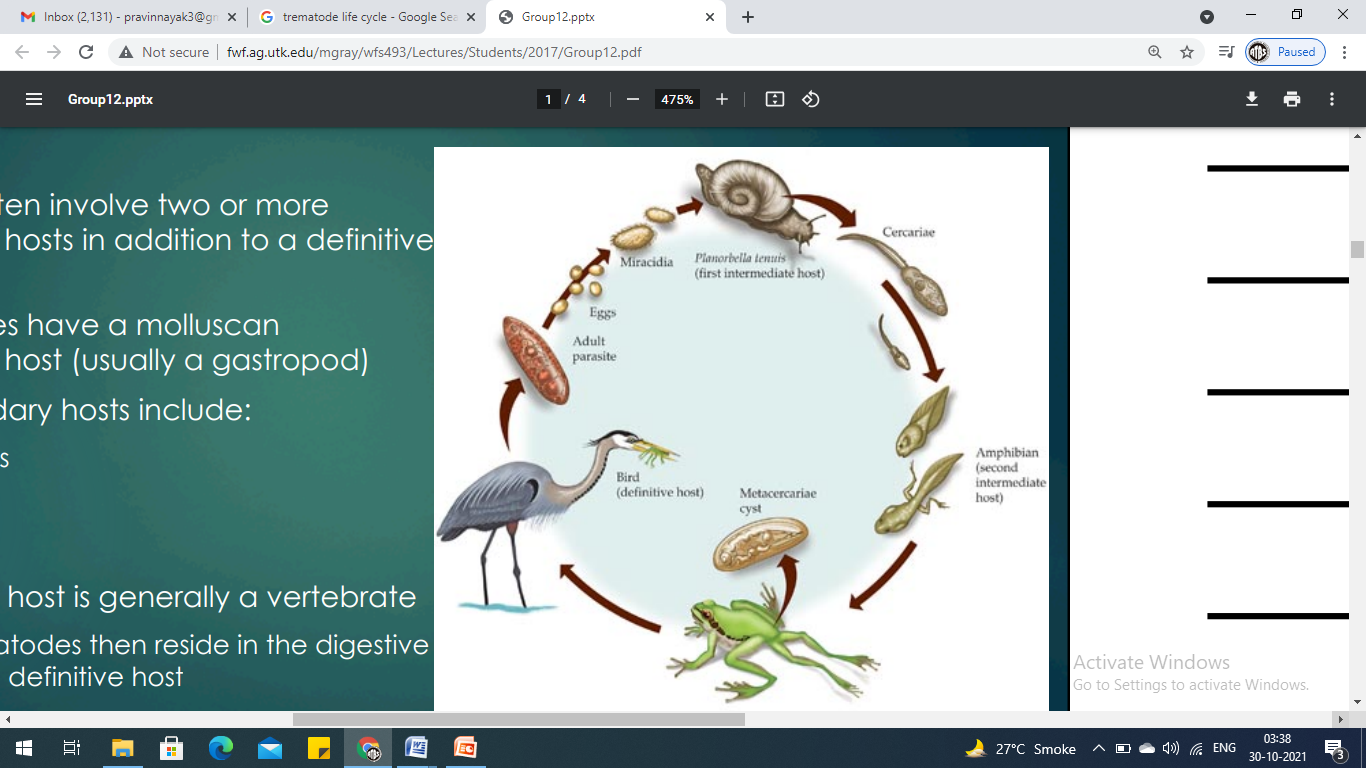 Inbox (2,131) - pravinnayak3@gm
trematode life cycle - Google Sea
Group12.pptx
Not secure
fwf.ag.utk.edu/mgray/wfs493/Lectures/Students/2017/Group12.pdf
Paused
Group12.pptx
1 / 4
475%
ten involve two or more
hosts in addition to a definitive
es have a molluscan
host (usually a gastropod)
dary hosts include:
s
host is generally a vertebrate
atodes then reside in the digestive
definitive host
Miracidia
Planorbella tenuis
(first intermediate host)
Cercariae
Eggs
Adult
parasite
Bird
(definitive host)
Metacercariae
cyst
Amphibian
(second
intermediate
host)
Activate Windows
Go to Settings to activate Windows.
27°C Smoke
ENG
03:38
30-10-2021
3